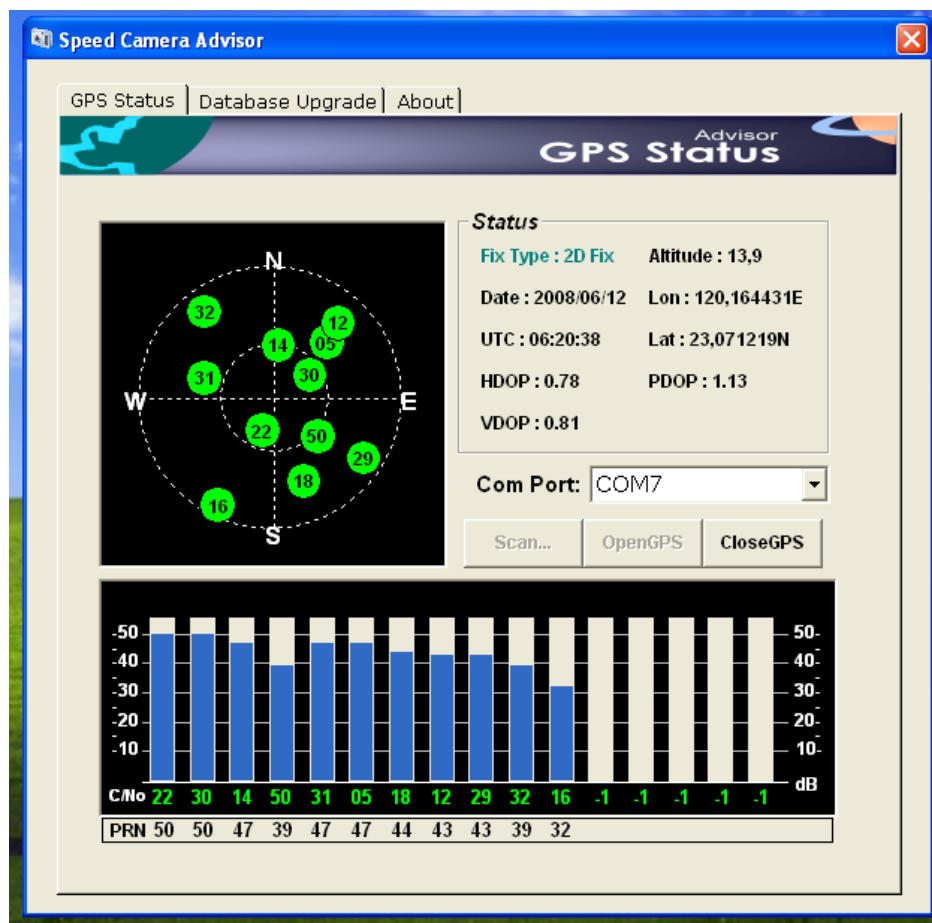 Speed Camera Advisor
GPS Status Database Upgrade About
Advisor
GPS Status
N
32
12
14
05
31
30
W
E
22
50
29
18
16
S
Status
Fix Type : 2D Fix Altitude : 13,9
Date : 2008/06/12 Lon : 120,164431E
UTC : 06:20:38 Lat : 23,071219N
HDOP : 0.78 PDOP : 1.13
VDOP : 0.81
Com Port: COM7
Scan... OpenGPS CloseGPS
-50 50-
-40 40-
-30 30-
-20 20-
-10 10-
dB
C/No 22 30 14 50 31 05 18 12 29 32 16 -1 -1 -1 -1 -1
PRN 50 50 47 39 47 47 44 43 43 39 32